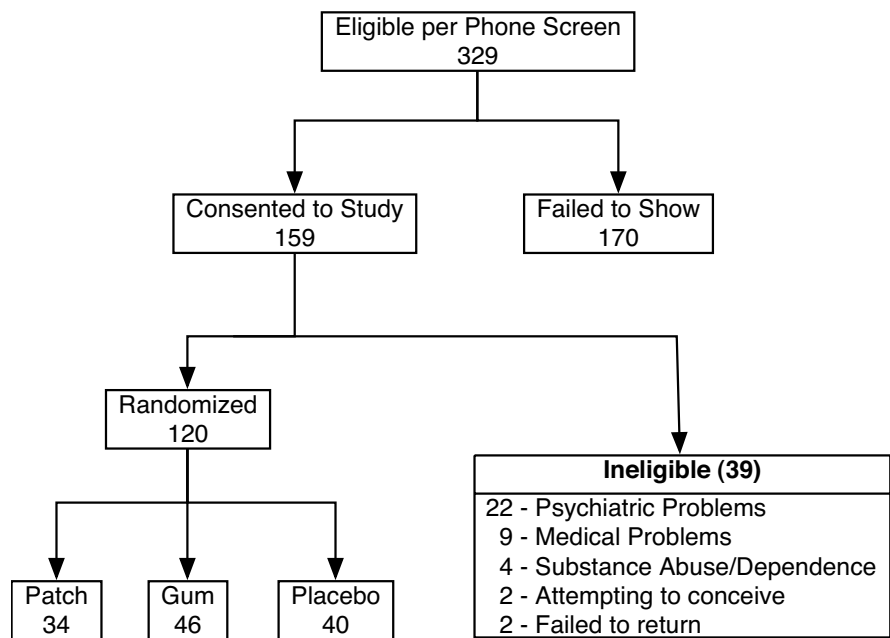 Eligible per Phone Screen
329
Consented to Study
159
Failed to Show
170
Randomized
120
Ineligible (39)
22 - Psychiatric Problems
9 - Medical Problems
4 - Substance Abuse/Dependence
2 - Attempting to conceive
2 - Failed to return
Patch
34
Gum
46
Placebo
40